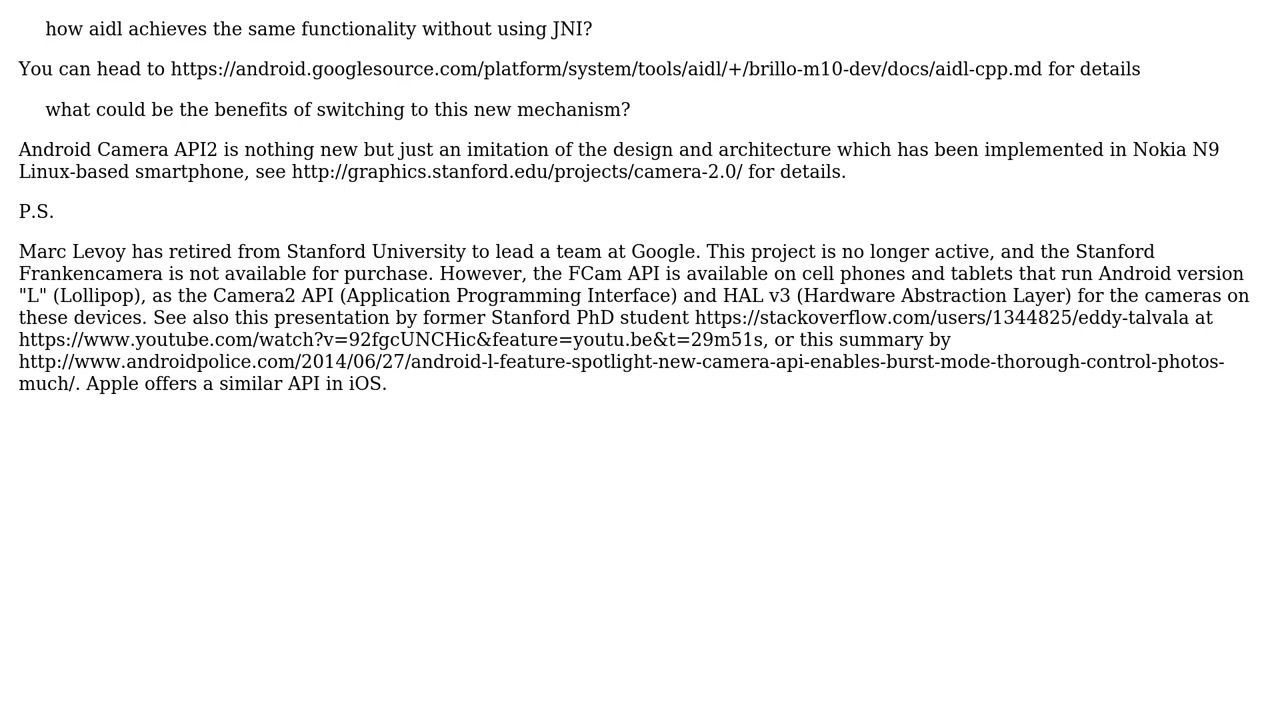 how aidl achieves the same functionality without using JNI?
You can head to https://android.googlesource.com/platform/system/tools/aidl/+/brillo-m10-dev/docs/aidl-cpp.md for details
what could be the benefits of switching to this new mechanism?
Android Camera API2 is nothing new but just an imitation of the design and architecture which has been implemented in Nokia N9
Linux-based smartphone, see http://graphics.stanford.edu/projects/camera-2.0/ for details.
P.S.
Marc Levoy has retired from Stanford University to lead a team at Google. This project is no longer active, and the Stanford
Frankencamera is not available for purchase. However, the FCam API is available on cell phones and tablets that run Android version
"L" (Lollipop), as the Camera2 API (Application Programming Interface) and HAL v3 (Hardware Abstraction Layer) for the cameras on
these devices. See also this presentation by former Stanford PhD student https://stackoverflow.com/users/1344825/eddy-talvala at
https://www.youtube.com/watch?v=92fgcUNCHic&feature=youtu.be&t=29m51s, or this summary by
http://www.androidpolice.com/2014/06/27/android-l-feature-spotlight-new-camera-api-enables-burst-mode-thorough-control-photos-
much/. Apple offers a similar API in iOS.